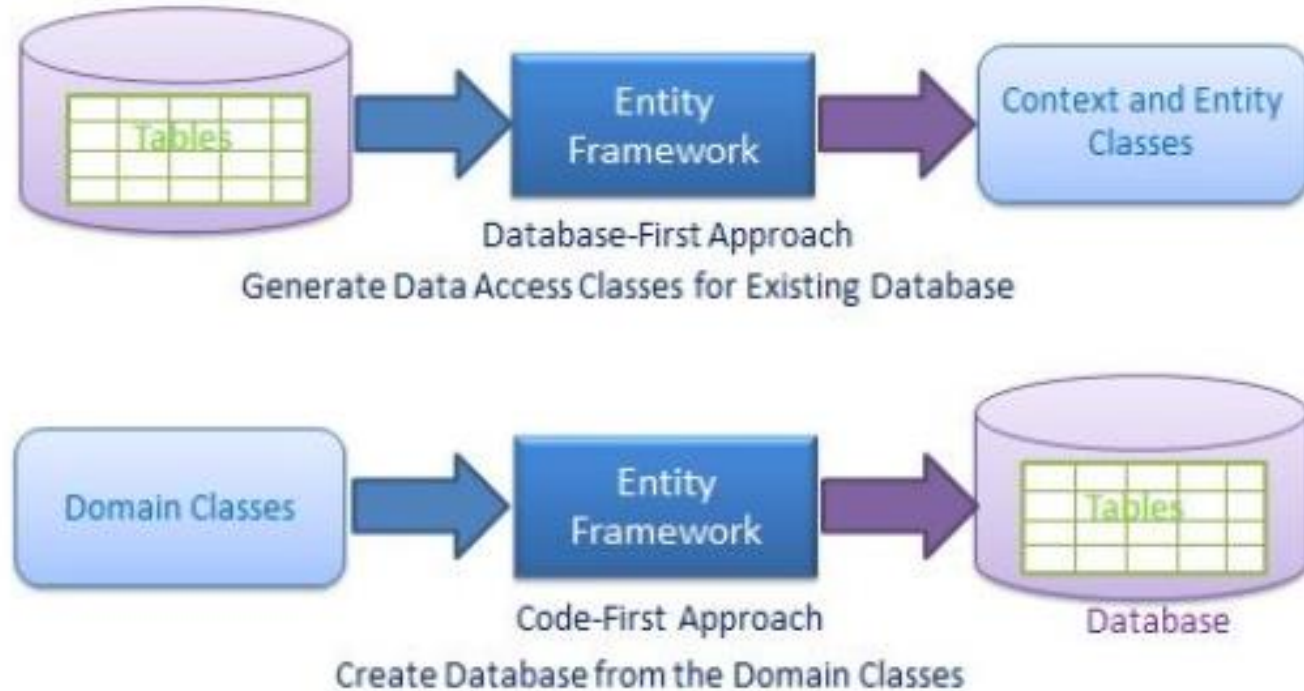 Tables
Entity
Framework
Context and Entity
Classes
Database-First Approach
Generate Data Access Classes for Existing Database
Domain Classes
Entity
Framework
Tables
Code-First Approach
Database
Create Database from the Domain Classes